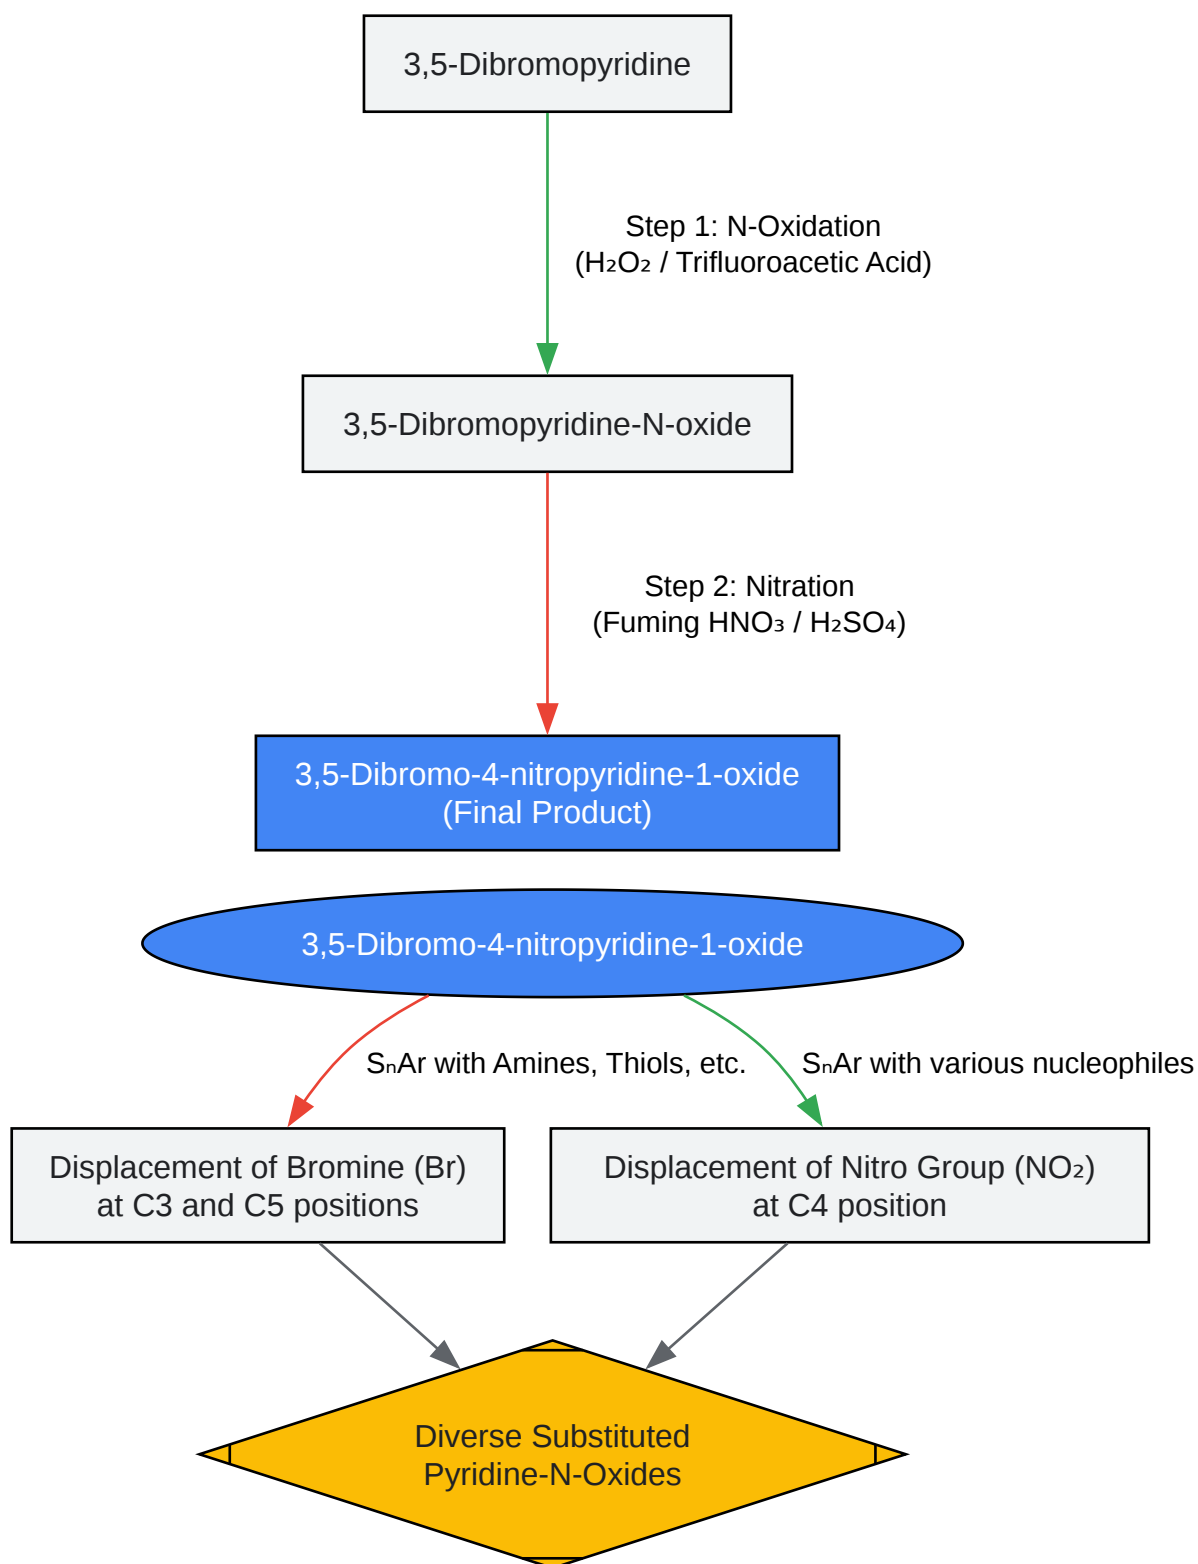 3,5-Dibromopyridine
Step 1: N-Oxidation
(H₂O₂ / Trifluoroacetic Acid)
3,5-Dibromopyridine-N-oxide
Step 2: Nitration
(Fuming HNO₃ / H₂SO₄)
3,5-Dibromo-4-nitropyridine-1-oxide
(Final Product)
3,5-Dibromo-4-nitropyridine-1-oxide
SₙAr with Amines, Thiols, etc.
SₙAr with various nucleophiles
Displacement of Bromine (Br)
at C3 and C5 positions
Displacement of Nitro Group (NO₂)
at C4 position
Diverse Substituted
Pyridine-N-Oxides